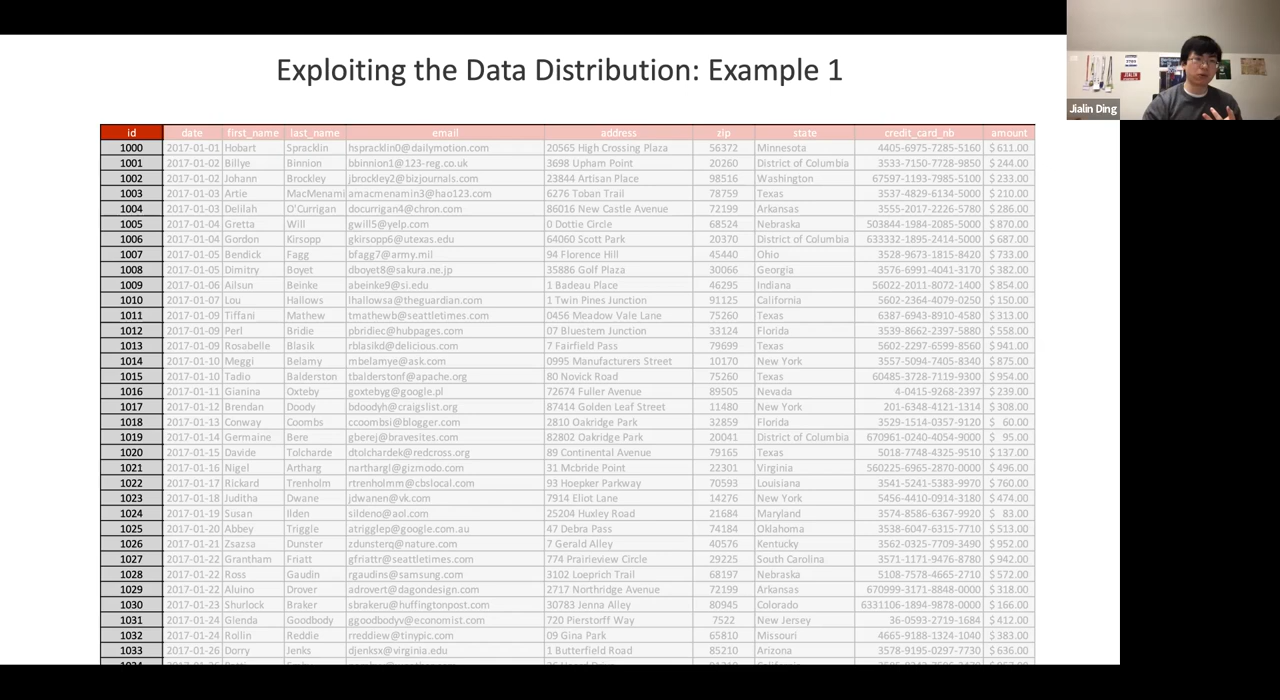 Exploiting the Data Distribution: Example 1
Jialin Ding
id date first_name last_name email address zip state credit_card_nb amount
1000 2017-01-01 Hobart Spracklin hspracklin0@dailymotion.com 20565 High Crossing Plaza 56372 Minnesota 4405-6975-7285-5160 $ 611.00
1001 2017-01-02 Billye Binnion bbinnion1@123-reg.co.uk 3698 Upham Point 20260 District of Columbia 3533-7150-7728-9850 $ 244.00
1002 2017-01-02 Johann Brockley jbrockley2@bizjournals.com 23844 Artisan Place 98516 Washington 67597-1193-7985-5100 $ 233.00
1003 2017-01-03 Artie MacMenami amacmenamin3@hao123.com 6276 Toban Trail 78759 Texas 3537-4829-6134-5000 $ 210.00
1004 2017-01-03 Delilah O'Currigan docurrigan4@chron.com 86016 New Castle Avenue 72199 Arkansas 3555-2017-2226-5780 $ 286.00
1005 2017-01-04 Gretta Will gwill5@yelp.com 0 Dottie Circle 68524 Nebraska 503844-1984-2085-5000 $ 870.00
1006 2017-01-04 Gordon Kirsopp gkirsopp6@utexas.edu 64060 Scott Park 20370 District of Columbia 633332-1895-2414-5000 $ 687.00
1007 2017-01-05 Bendick Fagg bfagg7@army.mil 94 Florence Hill 45440 Ohio 3528-9673-1815-8420 $ 733.00
1008 2017-01-05 Dimitry Boyet dboyet8@sakura.ne.jp 35886 Golf Plaza 30066 Georgia 3576-6991-4041-3170 $ 382.00
1009 2017-01-06 Ailsun Beinke abeinke9@si.edu 1 Badeau Place 46295 Indiana 56022-2011-8072-1400 $ 854.00
1010 2017-01-07 Lou Hallows lhallowsa@theguardian.com 1 Twin Pines Junction 91125 California 5602-2364-4079-0250 $ 150.00
1011 2017-01-09 Tiffani Mathew tmathewb@seattletimes.com 0456 Meadow Vale Lane 75260 Texas 6387-6943-8910-4580 $ 313.00
1012 2017-01-09 Perl Bridie pbridiec@hubpages.com 07 Bluestem Junction 33124 Florida 3539-8662-2397-5880 $ 558.00
1013 2017-01-09 Rosabelle Blasik rblasikd@delicious.com 7 Fairfield Pass 79699 Texas 5602-2297-6599-8560 $ 941.00
1014 2017-01-10 Meggi Belamy mbelamye@ask.com 0995 Manufacturers Street 10170 New York 3557-5094-7405-8340 $ 875.00
1015 2017-01-10 Tadio Balderston tbalderstonf@apache.org 80 Novick Road 75260 Texas 60485-3728-7119-9300 $ 954.00
1016 2017-01-11 Gianina Oxteby goxtebyg@google.pl 72674 Fuller Avenue 89505 Nevada 4-0415-9268-2397 $ 239.00
1017 2017-01-12 Brendan Doody bdoodyh@craigslist.org 87414 Golden Leaf Street 11480 New York 201-6348-4121-1314 $ 308.00
1018 2017-01-13 Conway Coombs ccoombsi@blogger.com 2810 Oakridge Park 32859 Florida 3529-1514-0357-9120 $ 60.00
1019 2017-01-14 Germaine Bere gberej@bravesites.com 82802 Oakridge Park 20041 District of Columbia 670961-0240-4054-9000 $ 95.00
1020 2017-01-15 Davide Tolcharde dtolchardek@redcross.org 89 Continental Avenue 79165 Texas 5018-7748-4325-9510 $ 137.00
1021 2017-01-16 Nigel Artharg narthargl@gizmodo.com 31 Mcbride Point 22301 Virginia 560225-6965-2870-0000 $ 496.00
1022 2017-01-17 Rickard Trenholm rtrenholmm@cbslocal.com 93 Hoepker Parkway 70593 Louisiana 3541-5241-5383-9970 $ 760.00
1023 2017-01-18 Juditha Dwane jdwanen@vk.com 7914 Eliot Lane 14276 New York 5456-4410-0914-3180 $ 474.00
1024 2017-01-19 Susan Ilden sildeno@aol.com 25204 Huxley Road 21684 Maryland 3574-8586-6367-9920 $ 83.00
1025 2017-01-20 Abbey Triggle atrigglep@google.com.au 47 Debra Pass 74184 Oklahoma 3538-6047-6315-7710 $ 513.00
1026 2017-01-21 Zsazsa Dunster zdunsterq@nature.com 7 Gerald Alley 40576 Kentucky 3562-0325-7709-3490 $ 952.00
1027 2017-01-22 Grantham Friatt gfriattr@seattletimes.com 774 Prairieview Circle 29225 South Carolina 3571-1171-9476-8780 $ 942.00
1028 2017-01-22 Ross Gaudin rgaudins@samsung.com 3102 Loeprich Trail 68197 Nebraska 5108-7578-4665-2710 $ 572.00
1029 2017-01-22 Aluino Drover adrovert@dagondesign.com 2717 Northridge Avenue 72199 Arkansas 670999-3171-8848-0000 $ 318.00
1030 2017-01-23 Shurlock Braker sbrakeru@huffingtonpost.com 30783 Jenna Alley 80945 Colorado 6331106-1894-9878-0000 $ 166.00
1031 2017-01-24 Glenda Goodbody ggoodbodyv@economist.com 720 Pierstorff Way 7522 New Jersey 36-0593-2719-1684 $ 412.00
1032 2017-01-24 Rollin Reddie rreddiew@tinypic.com 09 Gina Park 65810 Missouri 4665-9188-1324-1040 $ 383.00
1033 2017-01-26 Dorry Jenks djenksx@virginia.edu 1 Butterfield Road 85210 Arizona 3578-9195-0297-7730 $ 636.00